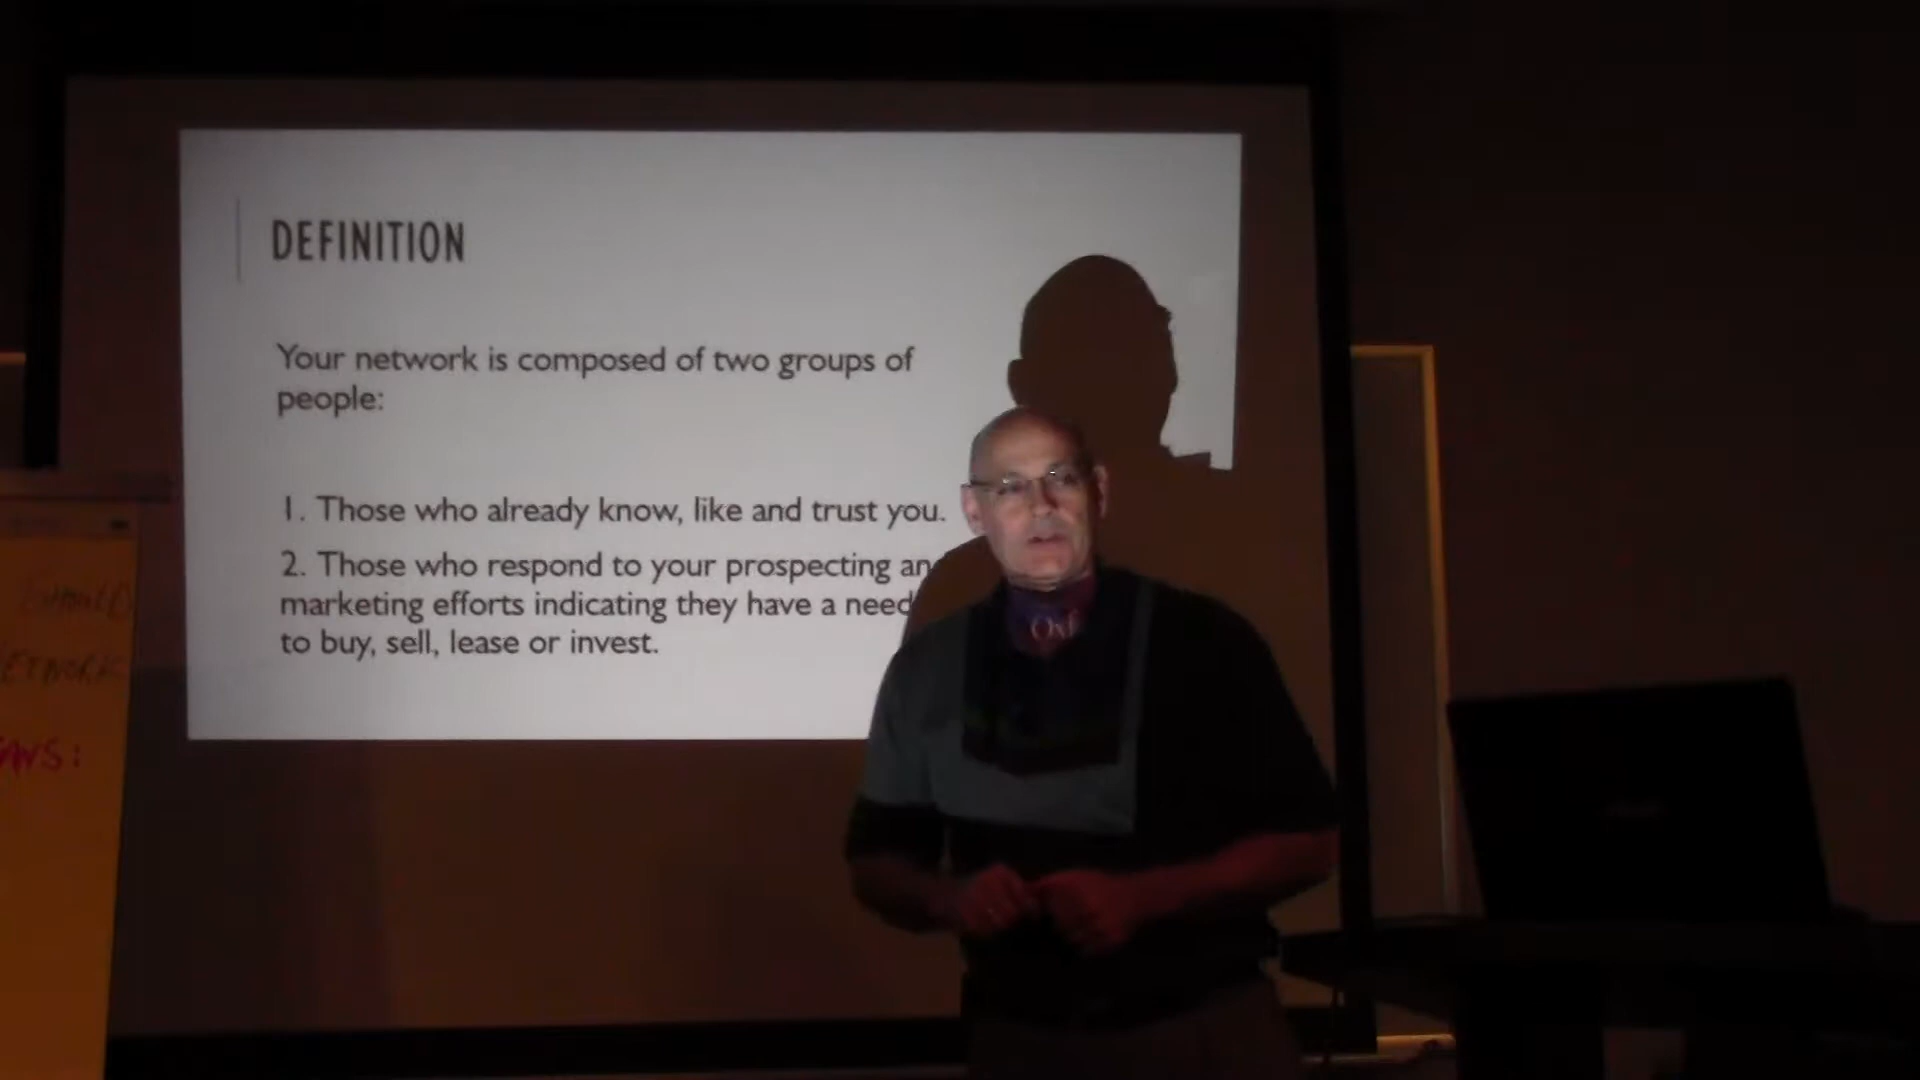 DEFINITION
Your network is composed of two groups of
people:
1. Those who already know, like and trust you.
2. Those who respond to your prospecting an
marketing efforts indicating they have a need
to buy, sell, lease or invest.
ETWORK